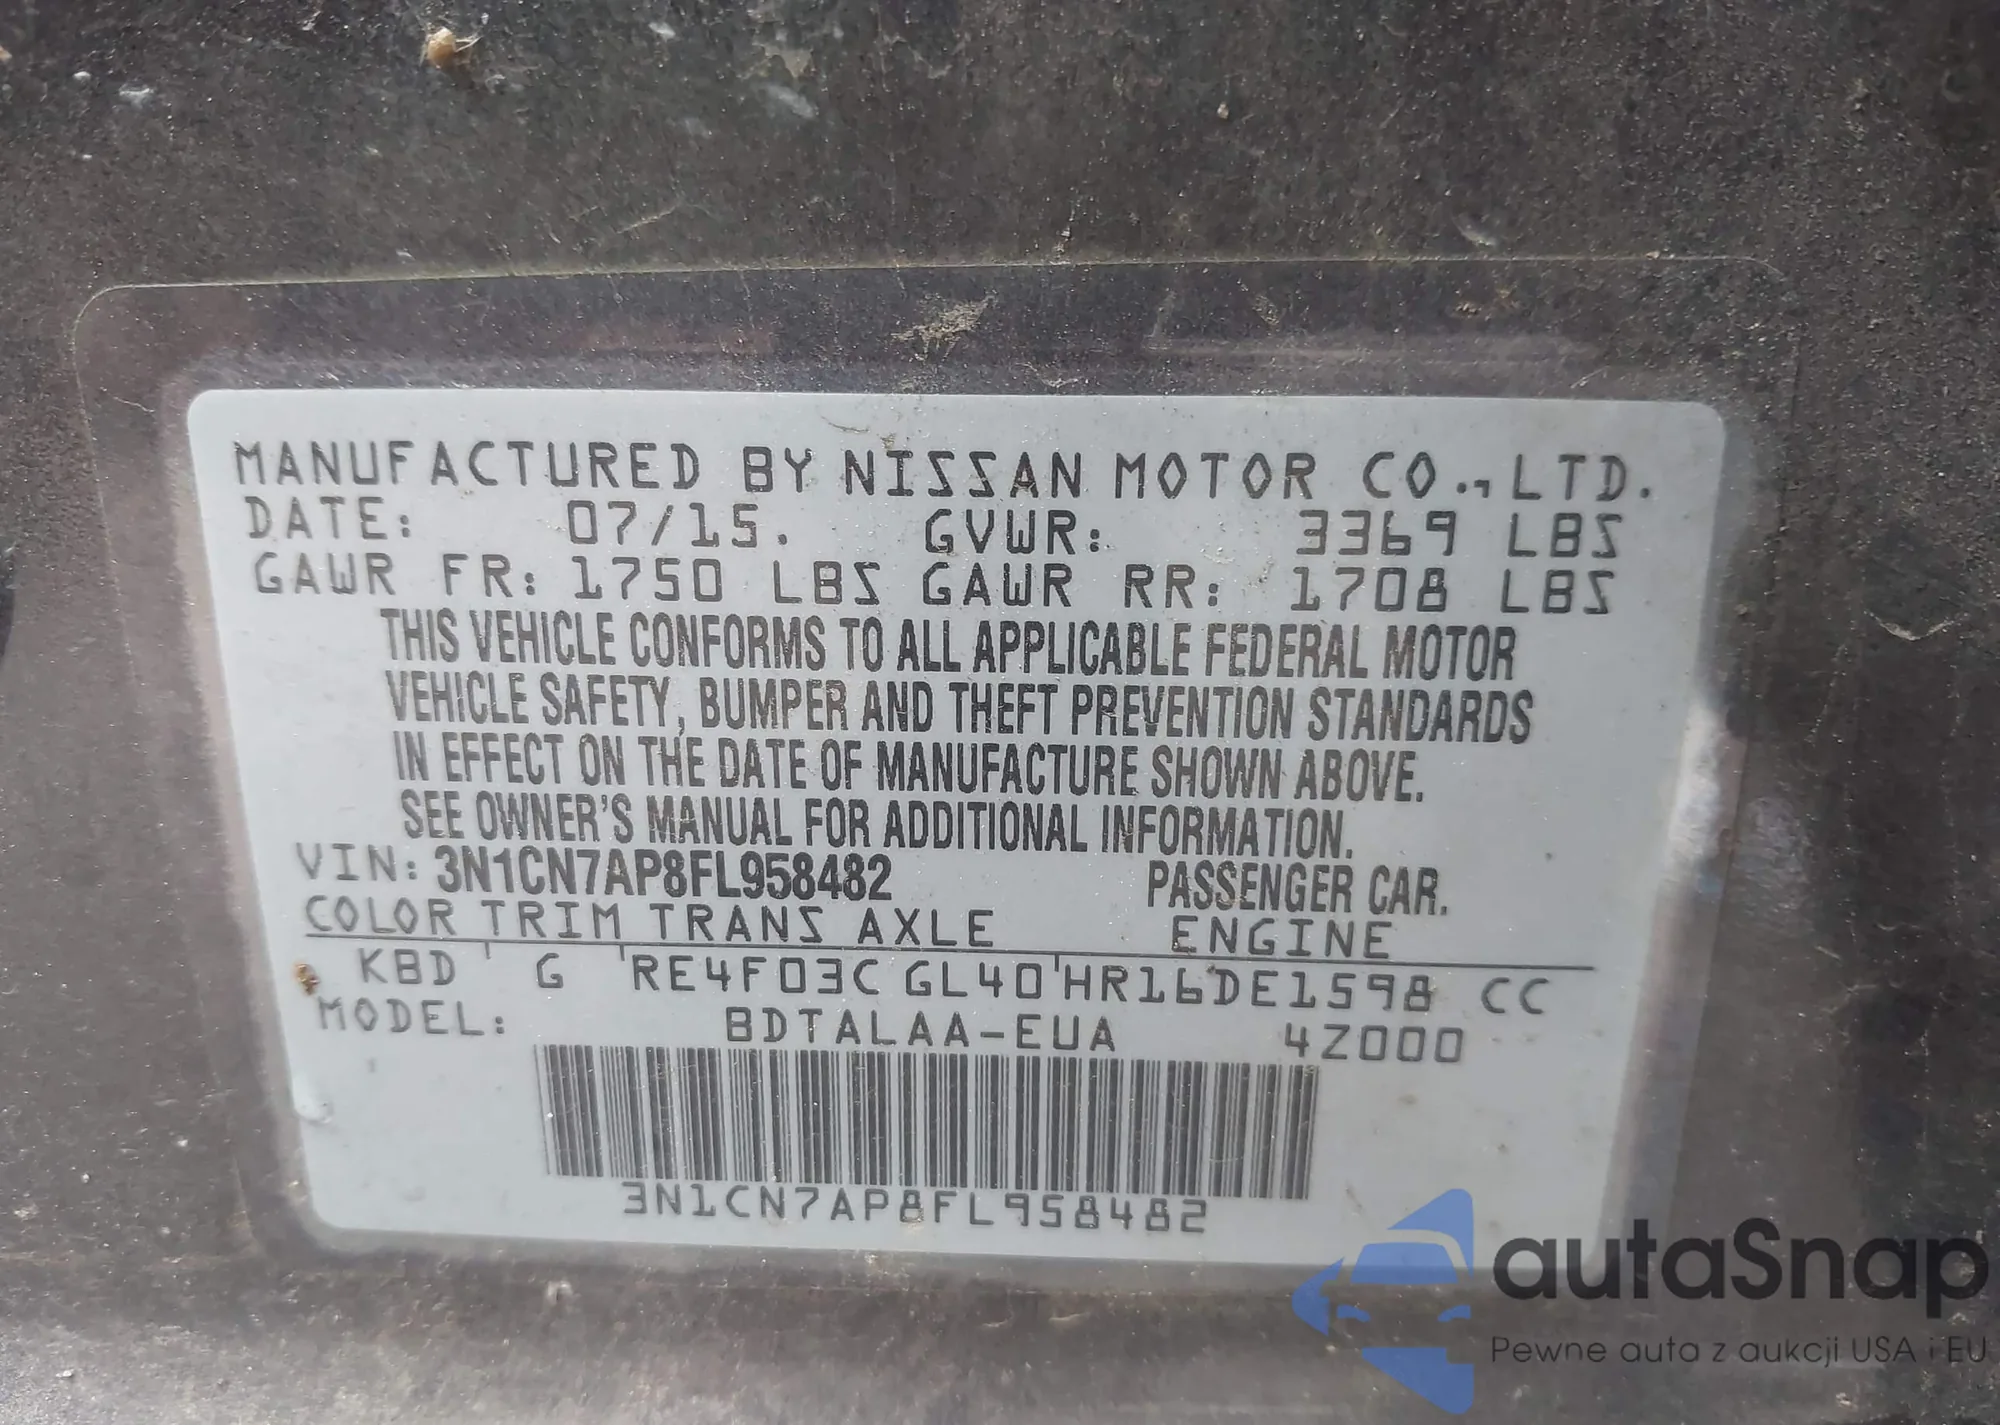 MANUFACTURED BY NISSAN MOTOR CO.,LTD.
DATE: 07/15. GVWR: 3369 LBS
GAWR FR: 1750 LBS GAWR RR: 1708 LBS
THIS VEHICLE CONFORMS TO ALL APPLICABLE FEDERAL MOTOR
VEHICLE SAFETY, BUMPER AND THEFT PREVENTION STANDARDS
IN EFFECT ON THE DATE OF MANUFACTURE SHOWN ABOVE.
SEE OWNER'S MANUAL FOR ADDITIONAL INFORMATION.
VIN: 3N1CN7AP8FL958482 PASSENGER CAR.
COLOR TRIM TRANS AXLE ENGINE
KBD G RE4F03C GL40 HR16DE1598 CC
MODEL: BDTALAA-EUA 4Z000
3N1CN7AP8FL958482
autaSnap
Pewne auta z aukcji USA i EU